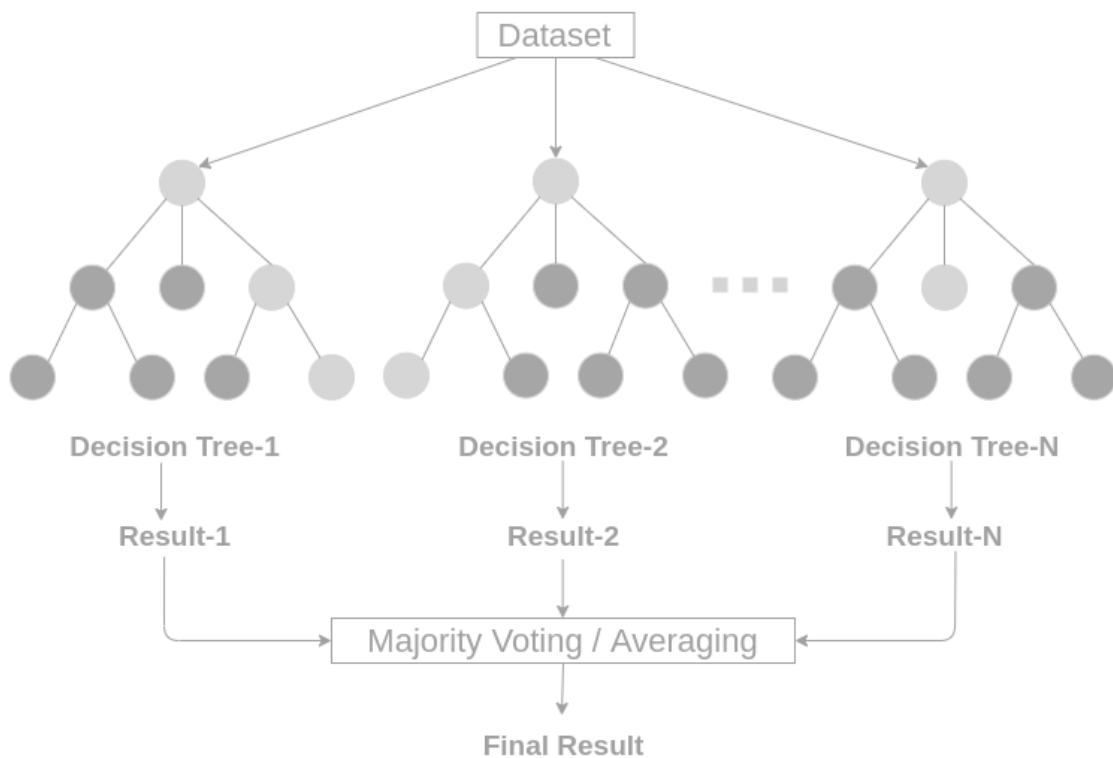 Dataset
Decision Tree-1
Decision Tree-2
Decision Tree-N
Result-1
Result-2
Result-N
Majority Voting / Averaging
Final Result